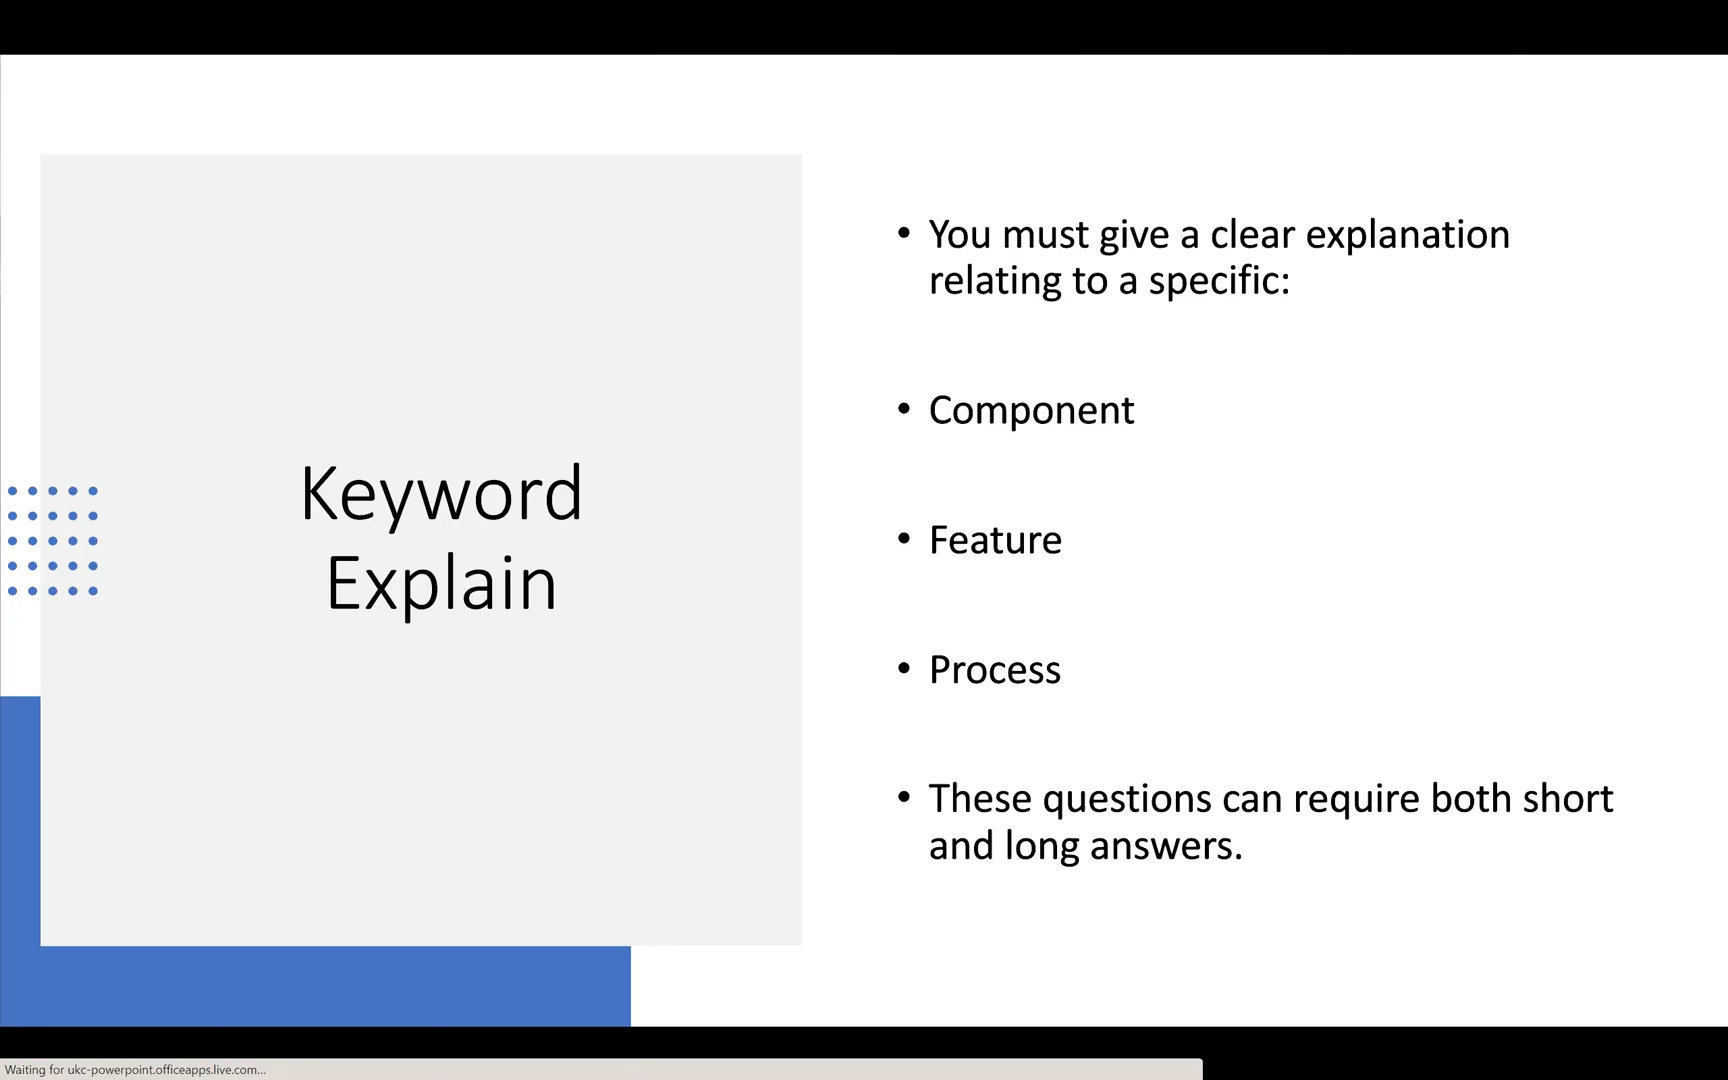 Keyword
Explain
• You must give a clear explanation
relating to a specific:
• Component
• Feature
• Process
• These questions can require both short
and long answers.
Waiting for ukc-powerpoint.officeapps.live.com...